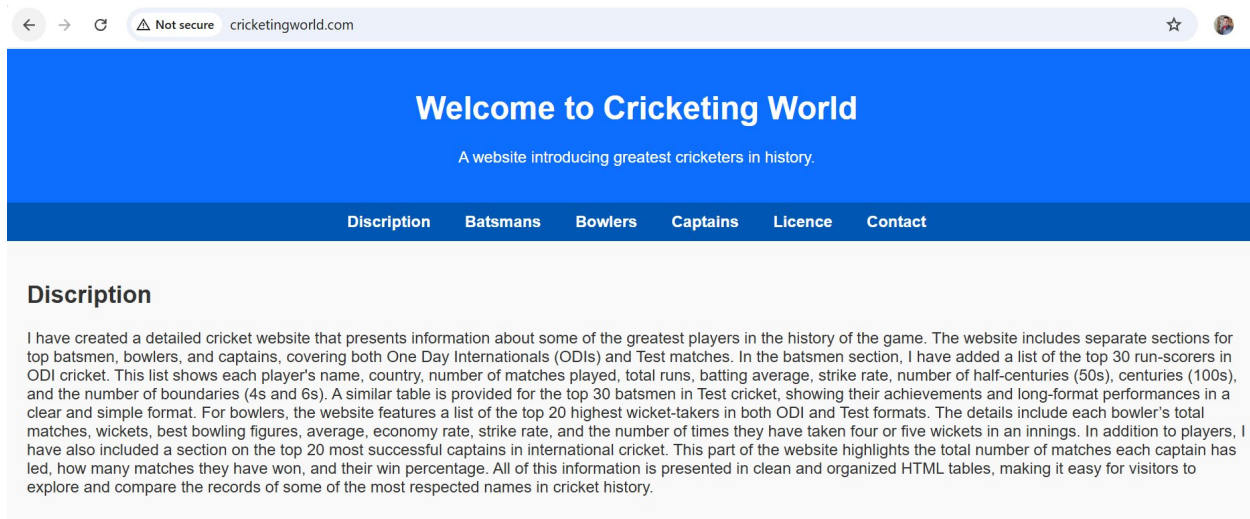 Not secure cricketingworld.com
Welcome to Cricketing World
A website introducing greatest cricketers in history.
Discription Batsmans Bowlers Captains Licence Contact
Discription
I have created a detailed cricket website that presents information about some of the greatest players in the history of the game. The website includes separate sections for
top batsmen, bowlers, and captains, covering both One Day Internationals (ODIs) and Test matches. In the batsmen section, I have added a list of the top 30 run-scorers in
ODI cricket. This list shows each player's name, country, number of matches played, total runs, batting average, strike rate, number of half-centuries (50s), centuries (100s),
and the number of boundaries (4s and 6s). A similar table is provided for the top 30 batsmen in Test cricket, showing their achievements and long-format performances in a
clear and simple format. For bowlers, the website features a list of the top 20 highest wicket-takers in both ODI and Test formats. The details include each bowler’s total
matches, wickets, best bowling figures, average, economy rate, strike rate, and the number of times they have taken four or five wickets in an innings. In addition to players, I
have also included a section on the top 20 most successful captains in international cricket. This part of the website highlights the total number of matches each captain has
led, how many matches they have won, and their win percentage. All of this information is presented in clean and organized HTML tables, making it easy for visitors to
explore and compare the records of some of the most respected names in cricket history.